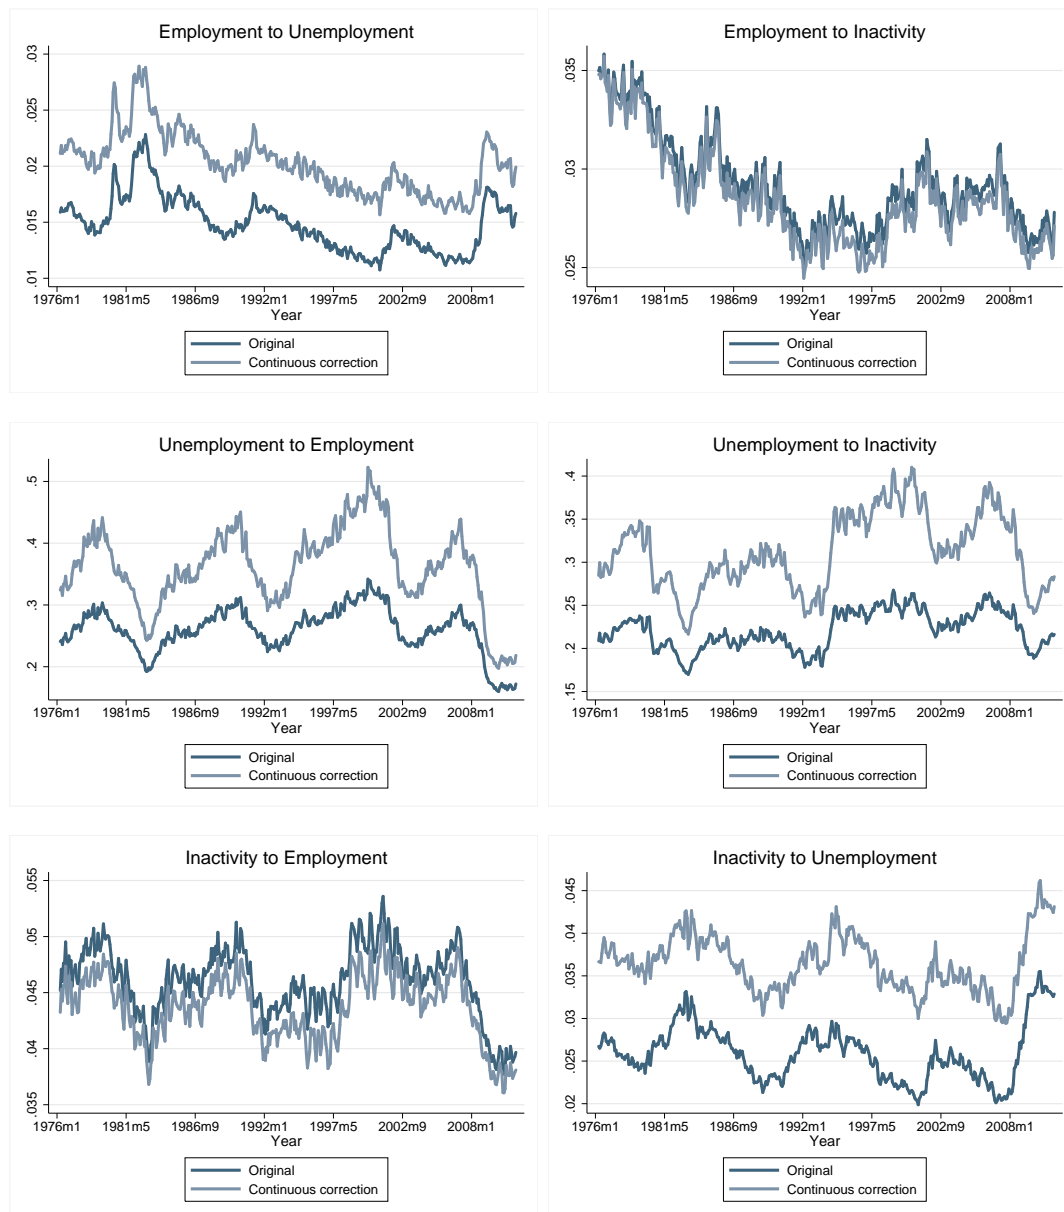 Employment to Unemployment
.03
.025
.02
.015
.01
1976m1 1981m5 1986m9 1992m1 1997m5 2002m9 2008m1
Year
Original
Continuous correction
Employment to Inactivity
.035
.03
.025
1976m1 1981m5 1986m9 1992m1 1997m5 2002m9 2008m1
Year
Original
Continuous correction
Unemployment to Employment
.5
.4
.3
.2
1976m1 1981m5 1986m9 1992m1 1997m5 2002m9 2008m1
Year
Original
Continuous correction
Unemployment to Inactivity
.4
.35
.3
.25
.2
.15
1976m1 1981m5 1986m9 1992m1 1997m5 2002m9 2008m1
Year
Original
Continuous correction
Inactivity to Employment
.055
.05
.045
.04
.035
1976m1 1981m5 1986m9 1992m1 1997m5 2002m9 2008m1
Year
Original
Continuous correction
Inactivity to Unemployment
.045
.04
.035
.03
.025
.02
1976m1 1981m5 1986m9 1992m1 1997m5 2002m9 2008m1
Year
Original
Continuous correction